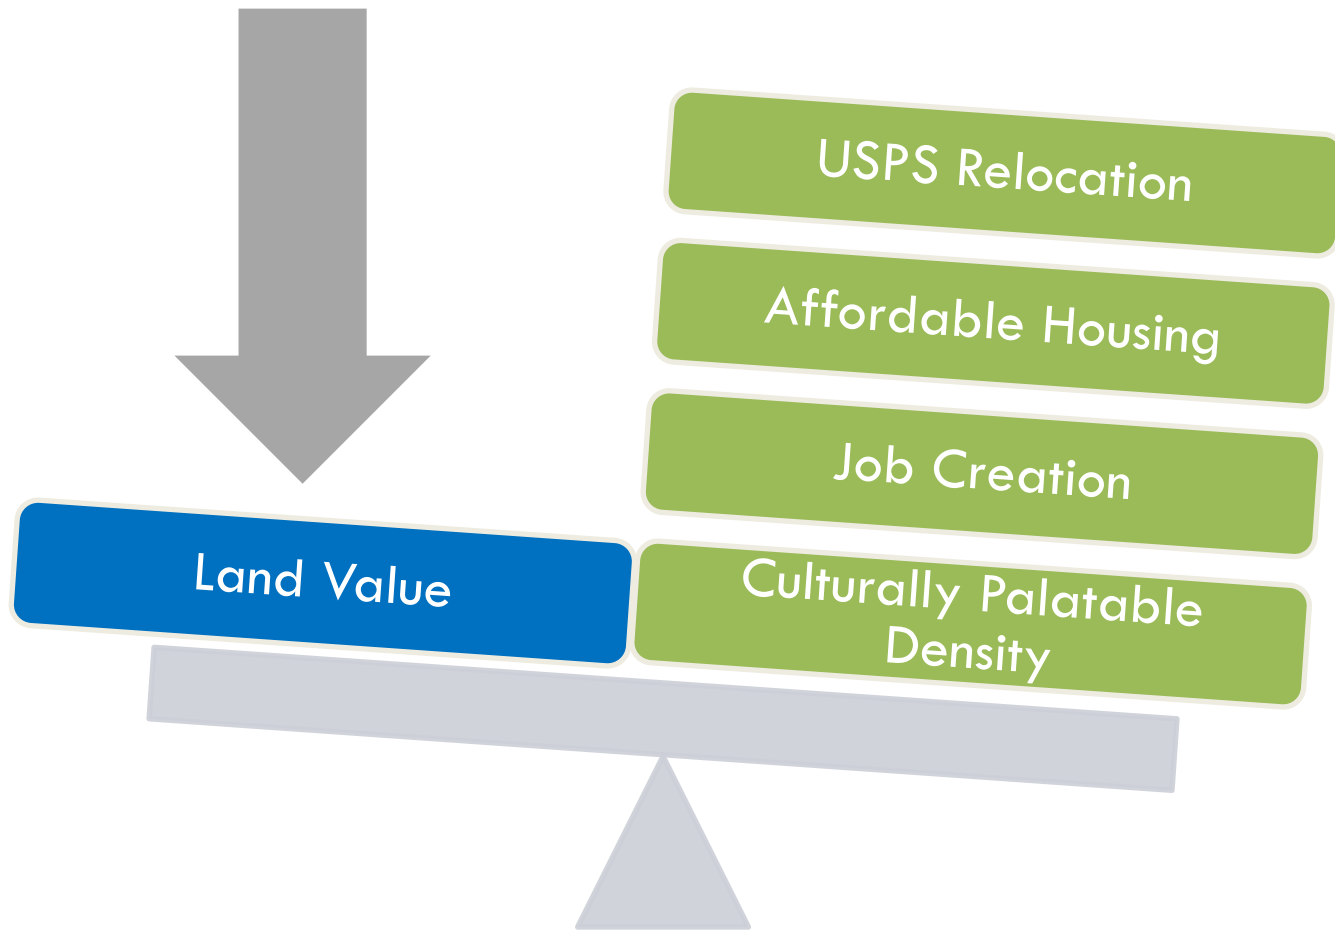 USPS Relocation
Affordable Housing
Job Creation
Land Value
Culturally Palatable
Density